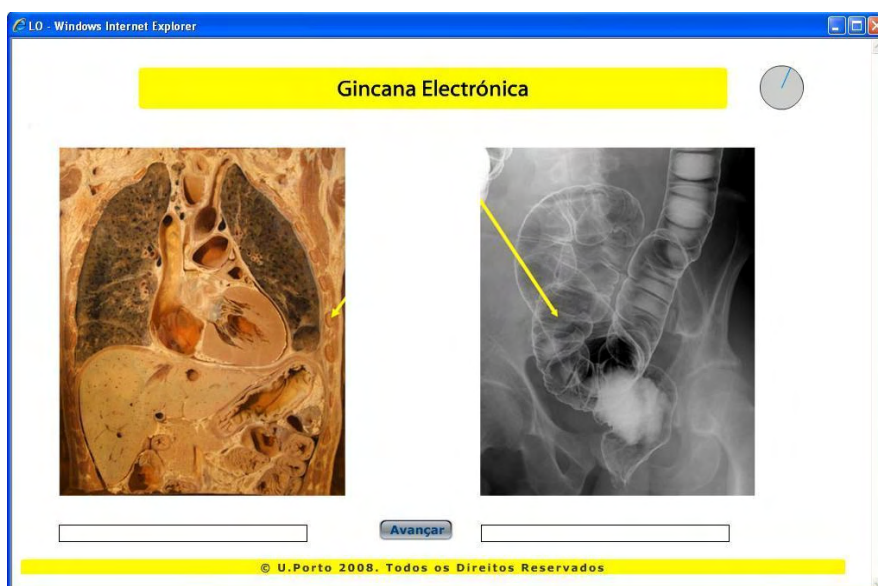 LO - Windows Internet Explorer
Gincana Electrónica
Avançar
© U.Porto 2008. Todos os Direitos Reservados